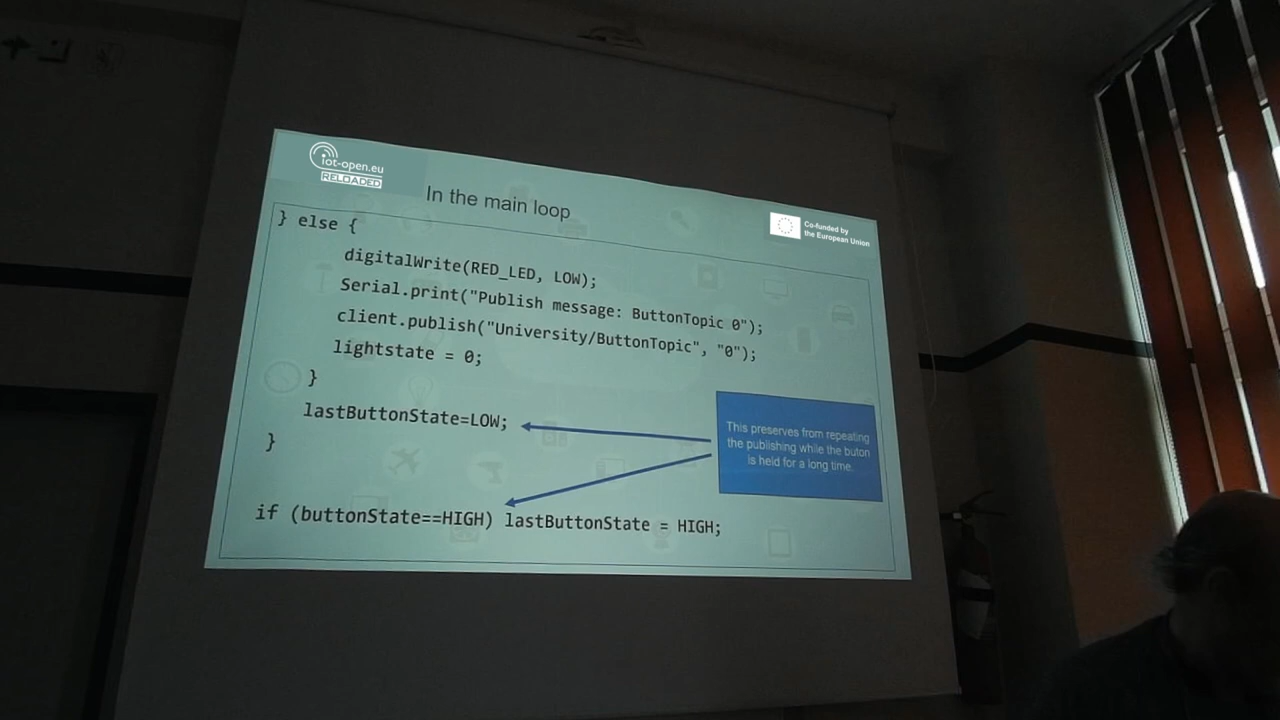 iot-open.eu
RELOADED
In the main loop
Co-funded by
the European Union
} else {
digitalWrite(RED_LED, LOW);
Serial.print("Publish message: ButtonTopic 0");
client.publish("University/ButtonTopic", "0");
lightstate = 0;
}
lastButtonState=LOW;
}
This preserves from repeating
the publishing while the buton
is held for a long time.
if (buttonState==HIGH) lastButtonState = HIGH;